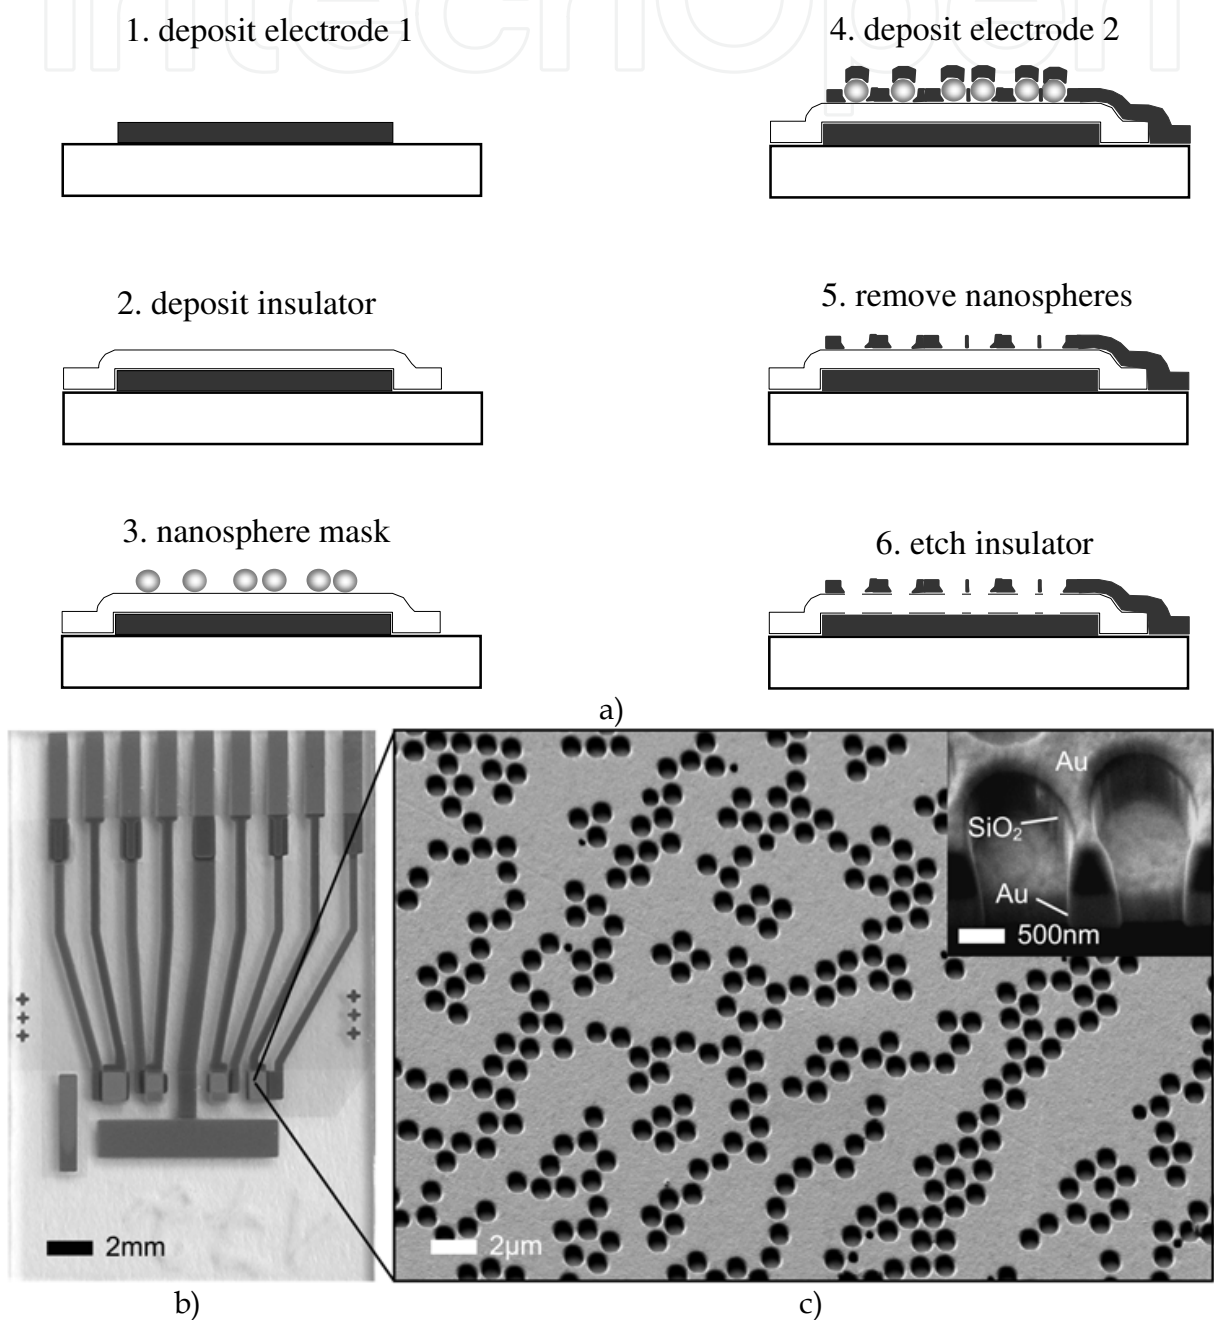 IntechOpen
1. deposit electrode 1
4. deposit electrode 2
2. deposit insulator
5. remove nanospheres
3. nanosphere mask
6. etch insulator
a)
Au
SiO₂
Au
500nm
2mm
2µm
b)
c)